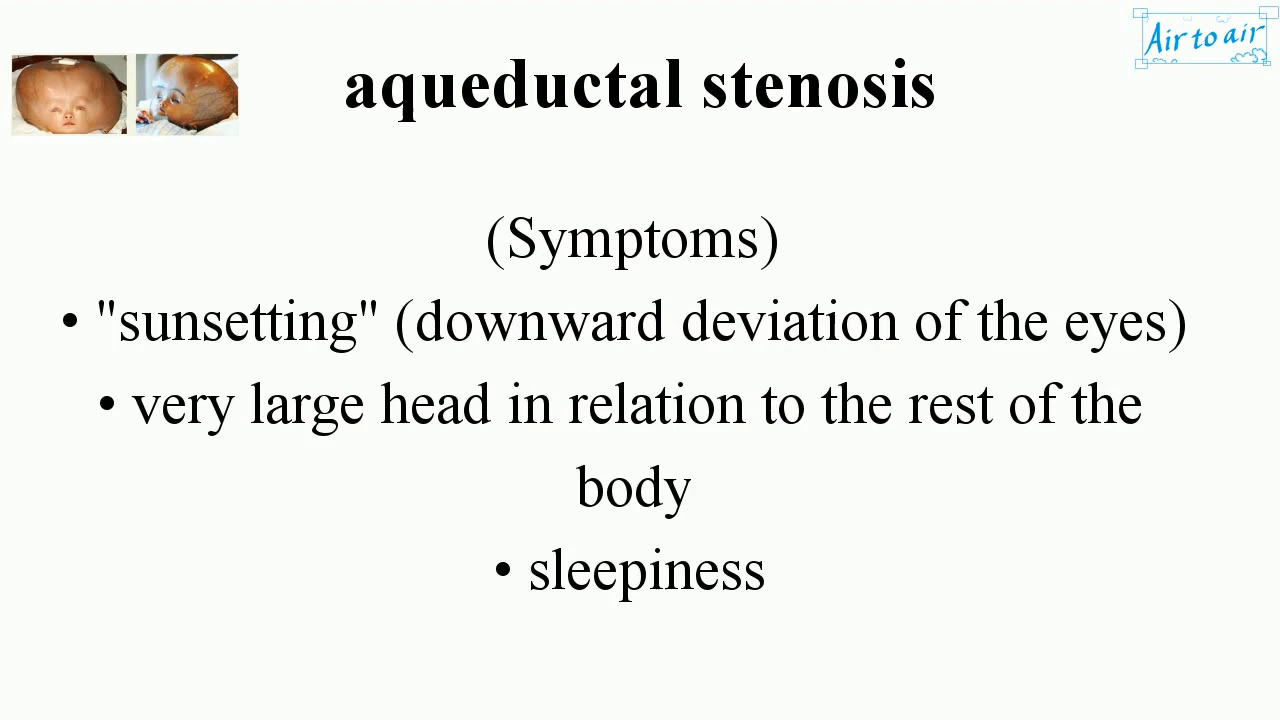 Air to air
aqueductal stenosis
(Symptoms)
• "sunsetting" (downward deviation of the eyes)
• very large head in relation to the rest of the
body
• sleepiness